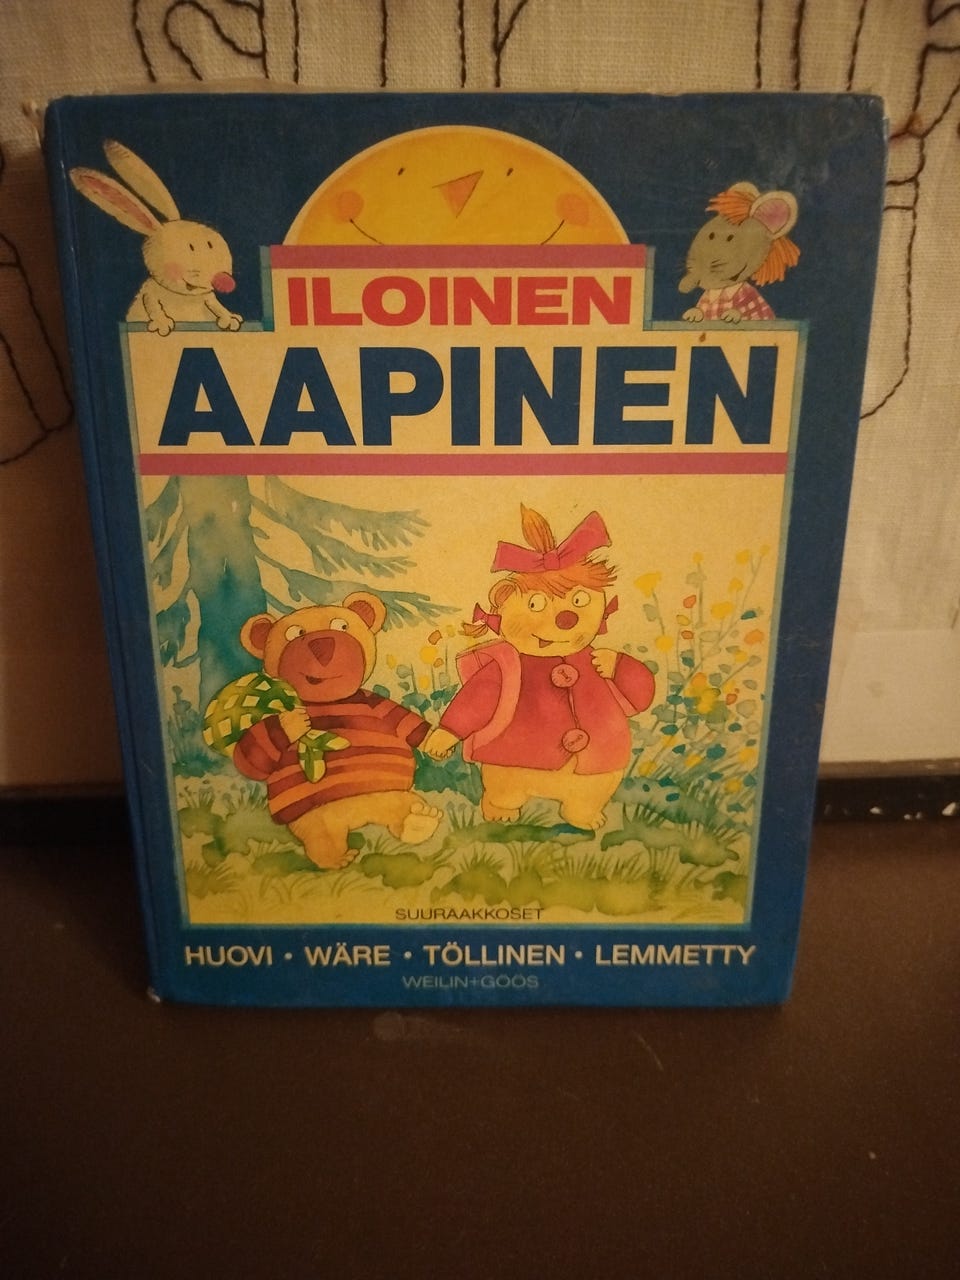 ILOINEN
AAPINEN
SUURAAKKOSET
HUOVI • WÄRE • TÖLLINEN • LEMMETTY
WEILIN+GÖÖS